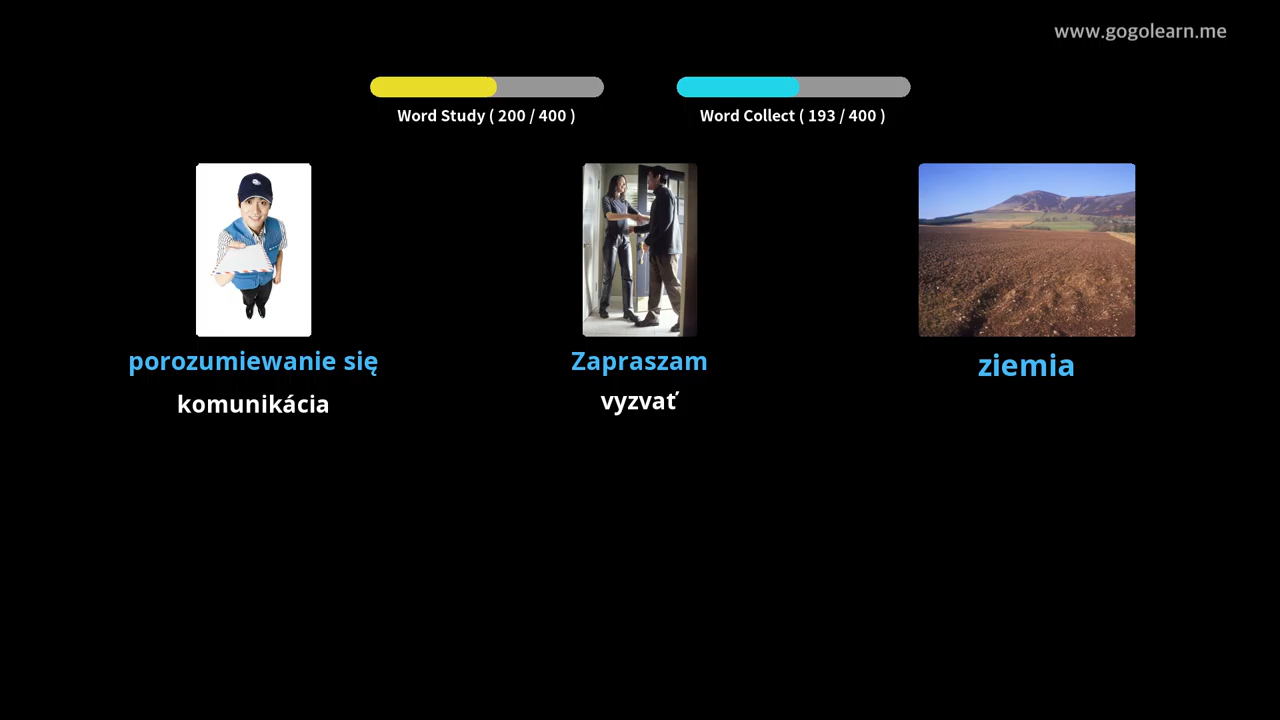 www.gogolearn.me
Word Study ( 200 / 400 )
Word Collect ( 193 / 400 )
porozumiewanie się
Zapraszam
ziemia
komunikácia
vyzvať